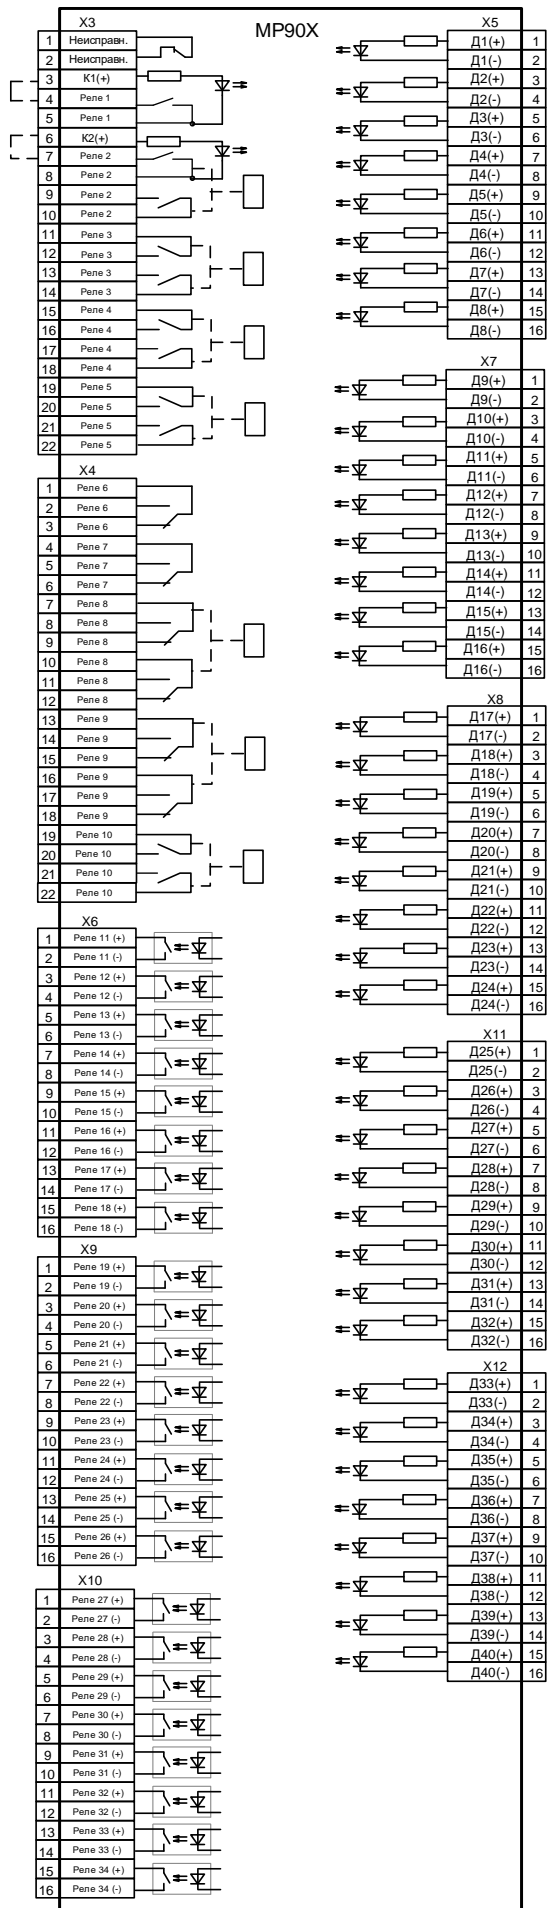 МР90Х
X3
1 Неисправн.
2 Неисправн.
3 К1(+)
4 Реле 1
5 Реле 1
6 К2(+)
7 Реле 2
8 Реле 2
9 Реле 2
10 Реле 2
11 Реле 3
12 Реле 3
13 Реле 3
14 Реле 3
15 Реле 4
16 Реле 4
17 Реле 4
18 Реле 4
19 Реле 5
20 Реле 5
21 Реле 5
22 Реле 5
X4
1 Реле 6
2 Реле 6
3 Реле 6
4 Реле 7
5 Реле 7
6 Реле 7
7 Реле 8
8 Реле 8
9 Реле 8
10 Реле 8
11 Реле 8
12 Реле 8
13 Реле 9
14 Реле 9
15 Реле 9
16 Реле 9
17 Реле 9
18 Реле 9
19 Реле 10
20 Реле 10
21 Реле 10
22 Реле 10
X6
1 Реле 11 (+)
2 Реле 11 (-)
3 Реле 12 (+)
4 Реле 12 (-)
5 Реле 13 (+)
6 Реле 13 (-)
7 Реле 14 (+)
8 Реле 14 (-)
9 Реле 15 (+)
10 Реле 15 (-)
11 Реле 16 (+)
12 Реле 16 (-)
13 Реле 17 (+)
14 Реле 17 (-)
15 Реле 18 (+)
16 Реле 18 (-)
X9
1 Реле 19 (+)
2 Реле 19 (-)
3 Реле 20 (+)
4 Реле 20 (-)
5 Реле 21 (+)
6 Реле 21 (-)
7 Реле 22 (+)
8 Реле 22 (-)
9 Реле 23 (+)
10 Реле 23 (-)
11 Реле 24 (+)
12 Реле 24 (-)
13 Реле 25 (+)
14 Реле 25 (-)
15 Реле 26 (+)
16 Реле 26 (-)
X10
1 Реле 27 (+)
2 Реле 27 (-)
3 Реле 28 (+)
4 Реле 28 (-)
5 Реле 29 (+)
6 Реле 29 (-)
7 Реле 30 (+)
8 Реле 30 (-)
9 Реле 31 (+)
10 Реле 31 (-)
11 Реле 32 (+)
12 Реле 32 (-)
13 Реле 33 (+)
14 Реле 33 (-)
15 Реле 34 (+)
16 Реле 34 (-)
X5
Д1(+) 1
Д1(-) 2
Д2(+) 3
Д2(-) 4
Д3(+) 5
Д3(-) 6
Д4(+) 7
Д4(-) 8
Д5(+) 9
Д5(-) 10
Д6(+) 11
Д6(-) 12
Д7(+) 13
Д7(-) 14
Д8(+) 15
Д8(-) 16
X7
Д9(+) 1
Д9(-) 2
Д10(+) 3
Д10(-) 4
Д11(+) 5
Д11(-) 6
Д12(+) 7
Д12(-) 8
Д13(+) 9
Д13(-) 10
Д14(+) 11
Д14(-) 12
Д15(+) 13
Д15(-) 14
Д16(+) 15
Д16(-) 16
X8
Д17(+) 1
Д17(-) 2
Д18(+) 3
Д18(-) 4
Д19(+) 5
Д19(-) 6
Д20(+) 7
Д20(-) 8
Д21(+) 9
Д21(-) 10
Д22(+) 11
Д22(-) 12
Д23(+) 13
Д23(-) 14
Д24(+) 15
Д24(-) 16
X11
Д25(+) 1
Д25(-) 2
Д26(+) 3
Д26(-) 4
Д27(+) 5
Д27(-) 6
Д28(+) 7
Д28(-) 8
Д29(+) 9
Д29(-) 10
Д30(+) 11
Д30(-) 12
Д31(+) 13
Д31(-) 14
Д32(+) 15
Д32(-) 16
X12
Д33(+) 1
Д33(-) 2
Д34(+) 3
Д34(-) 4
Д35(+) 5
Д35(-) 6
Д36(+) 7
Д36(-) 8
Д37(+) 9
Д37(-) 10
Д38(+) 11
Д38(-) 12
Д39(+) 13
Д39(-) 14
Д40(+) 15
Д40(-) 16